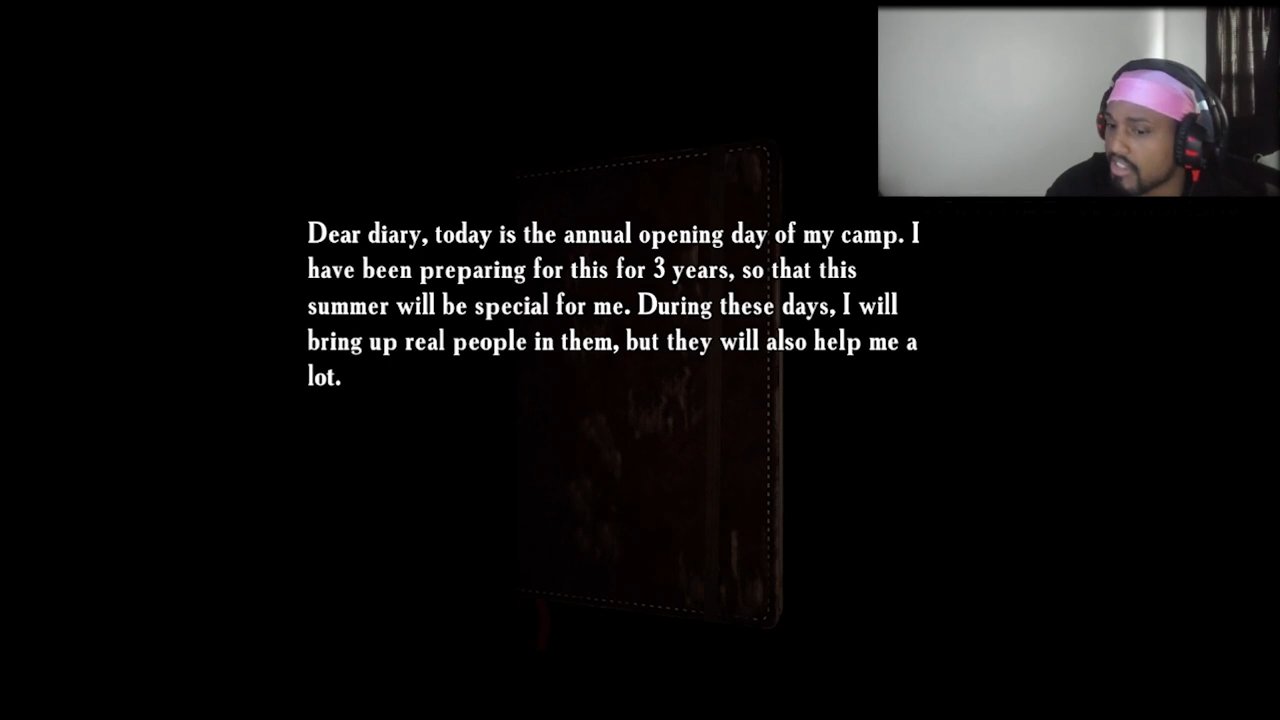 Dear diary, today is the annual opening day of my camp. I
have been preparing for this for 3 years, so that this
summer will be special for me. During these days, I will
bring up real people in them, but they will also help me a
lot.